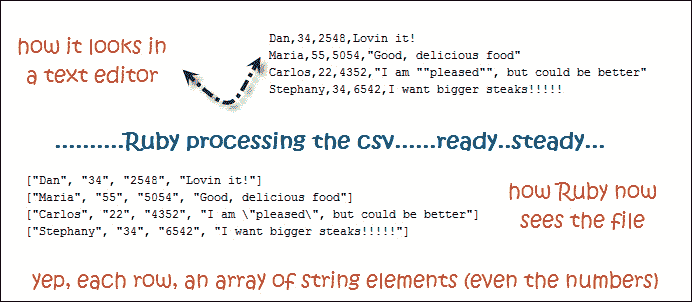 how it looks in
a text editor
Dan,34,2548,Lovin it!
Maria,55,5054,"Good, delicious food"
Carlos,22,4352,"I am ""pleased"", but could be better"
Stephany,34,6542,I want bigger steaks!!!!!
..........Ruby processing the csv......ready..steady...
["Dan", "34", "2548", "Lovin it!"]
["Maria", "55", "5054", "Good, delicious food"]
["Carlos", "22", "4352", "I am \"pleased\", but could be better"]
["Stephany", "34", "6542", "I want bigger steaks!!!!!"]
how Ruby now
sees the file
yep, each row, an array of string elements (even the numbers)